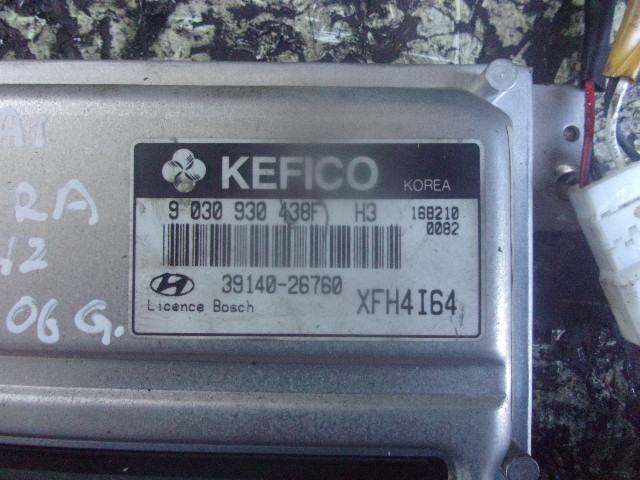 KEFICO
KOREA
9 030 930 438F H3 168210
0082
39140-26760
Licence Bosch XFH4I64
RA
06 G.